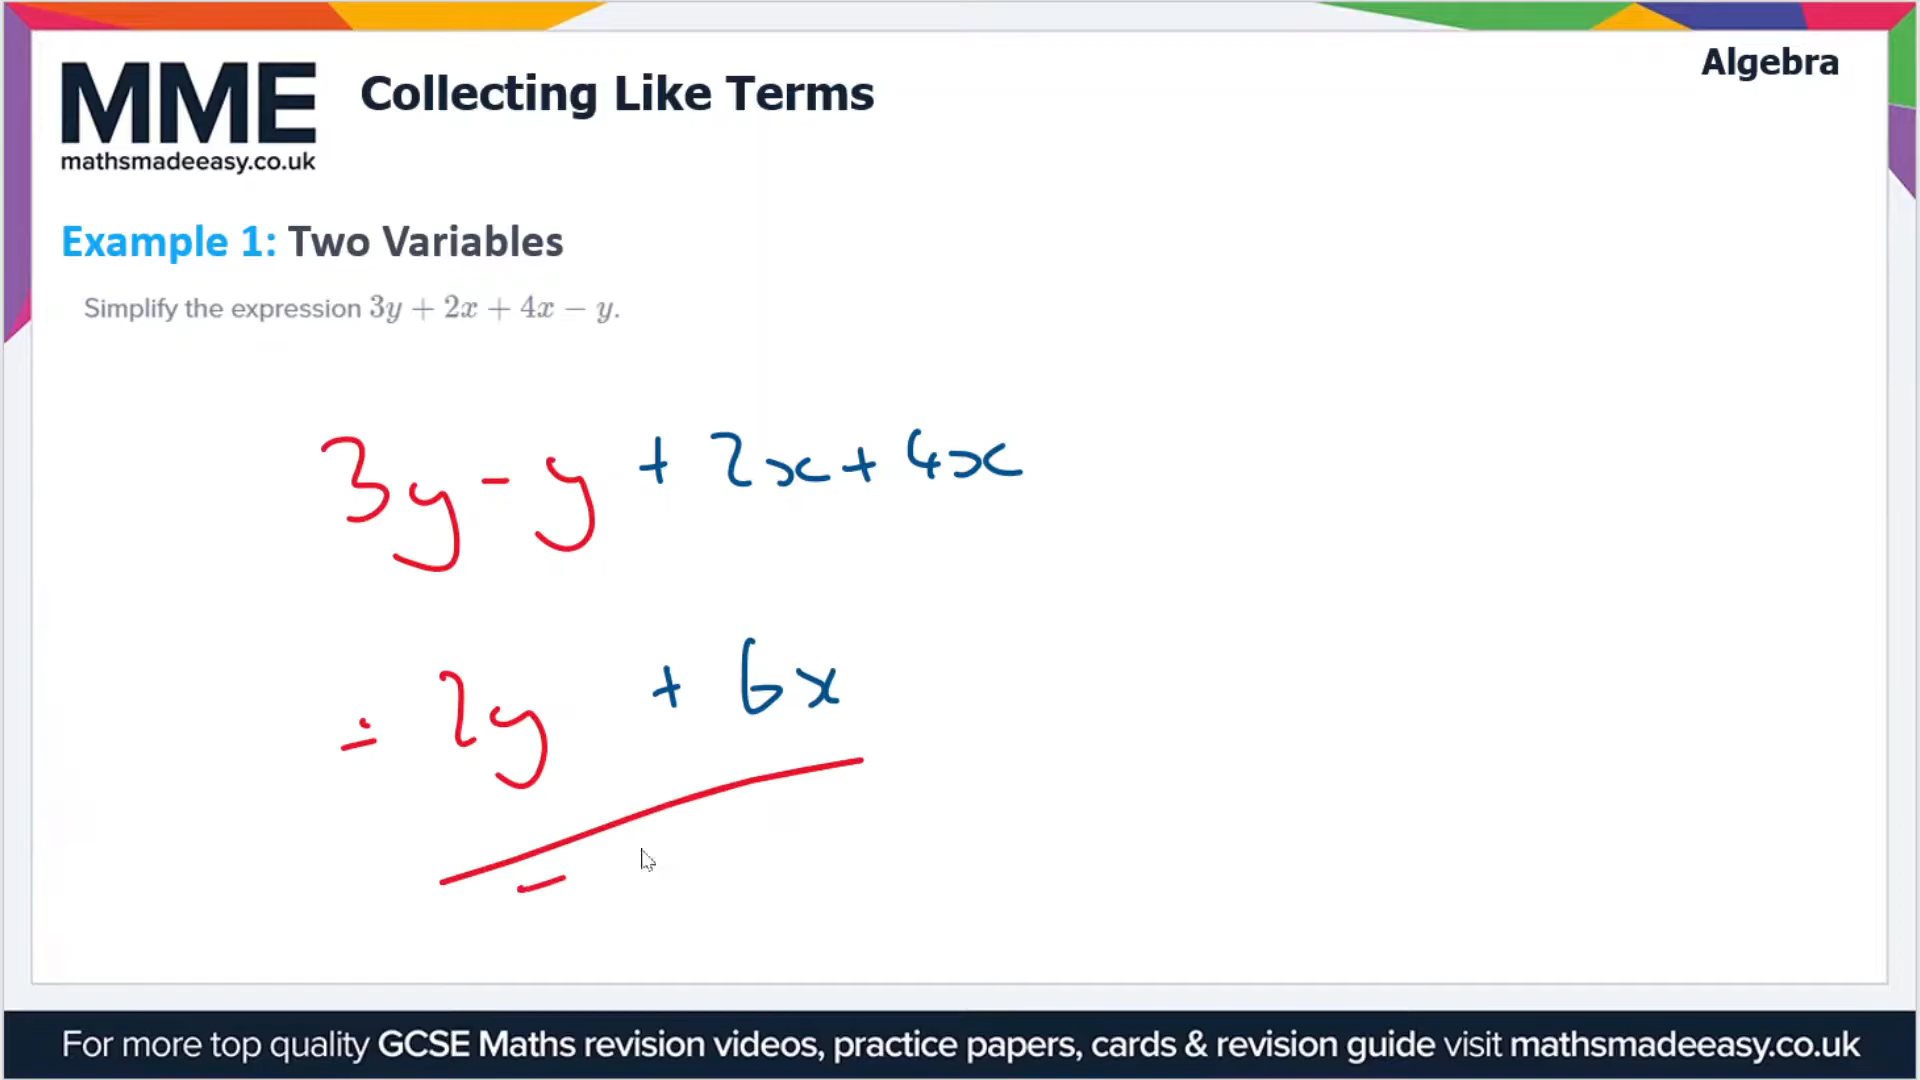 Algebra
MME
mathsmadeeasy.co.uk
Collecting Like Terms
Example 1: Two Variables
Simplify the expression 3y + 2x + 4x − y.
3y - y + 2x + 4x
= 2y + 6x
For more top quality GCSE Maths revision videos, practice papers, cards & revision guide visit mathsmadeeasy.co.uk